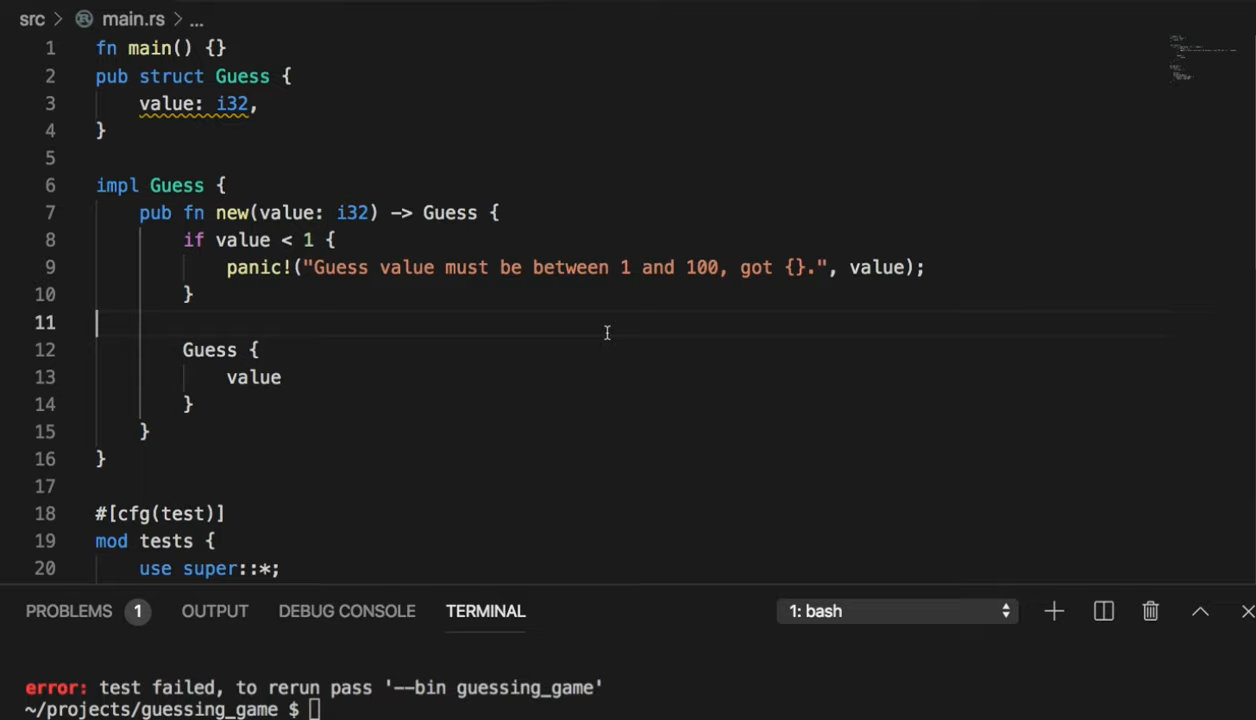 src > main.rs > ...
1 fn main() {}
2 pub struct Guess {
3 value: i32,
4 }
5
6 impl Guess {
7 pub fn new(value: i32) -> Guess {
8 if value < 1 {
9 panic!("Guess value must be between 1 and 100, got {}.", value);
10 }
11
12 Guess {
13 value
14 }
15 }
16 }
17
18 #[cfg(test)]
19 mod tests {
20 use super::*;
PROBLEMS 1 OUTPUT DEBUG CONSOLE TERMINAL 1: bash
error: test failed, to rerun pass '--bin guessing_game'
~/projects/guessing_game $